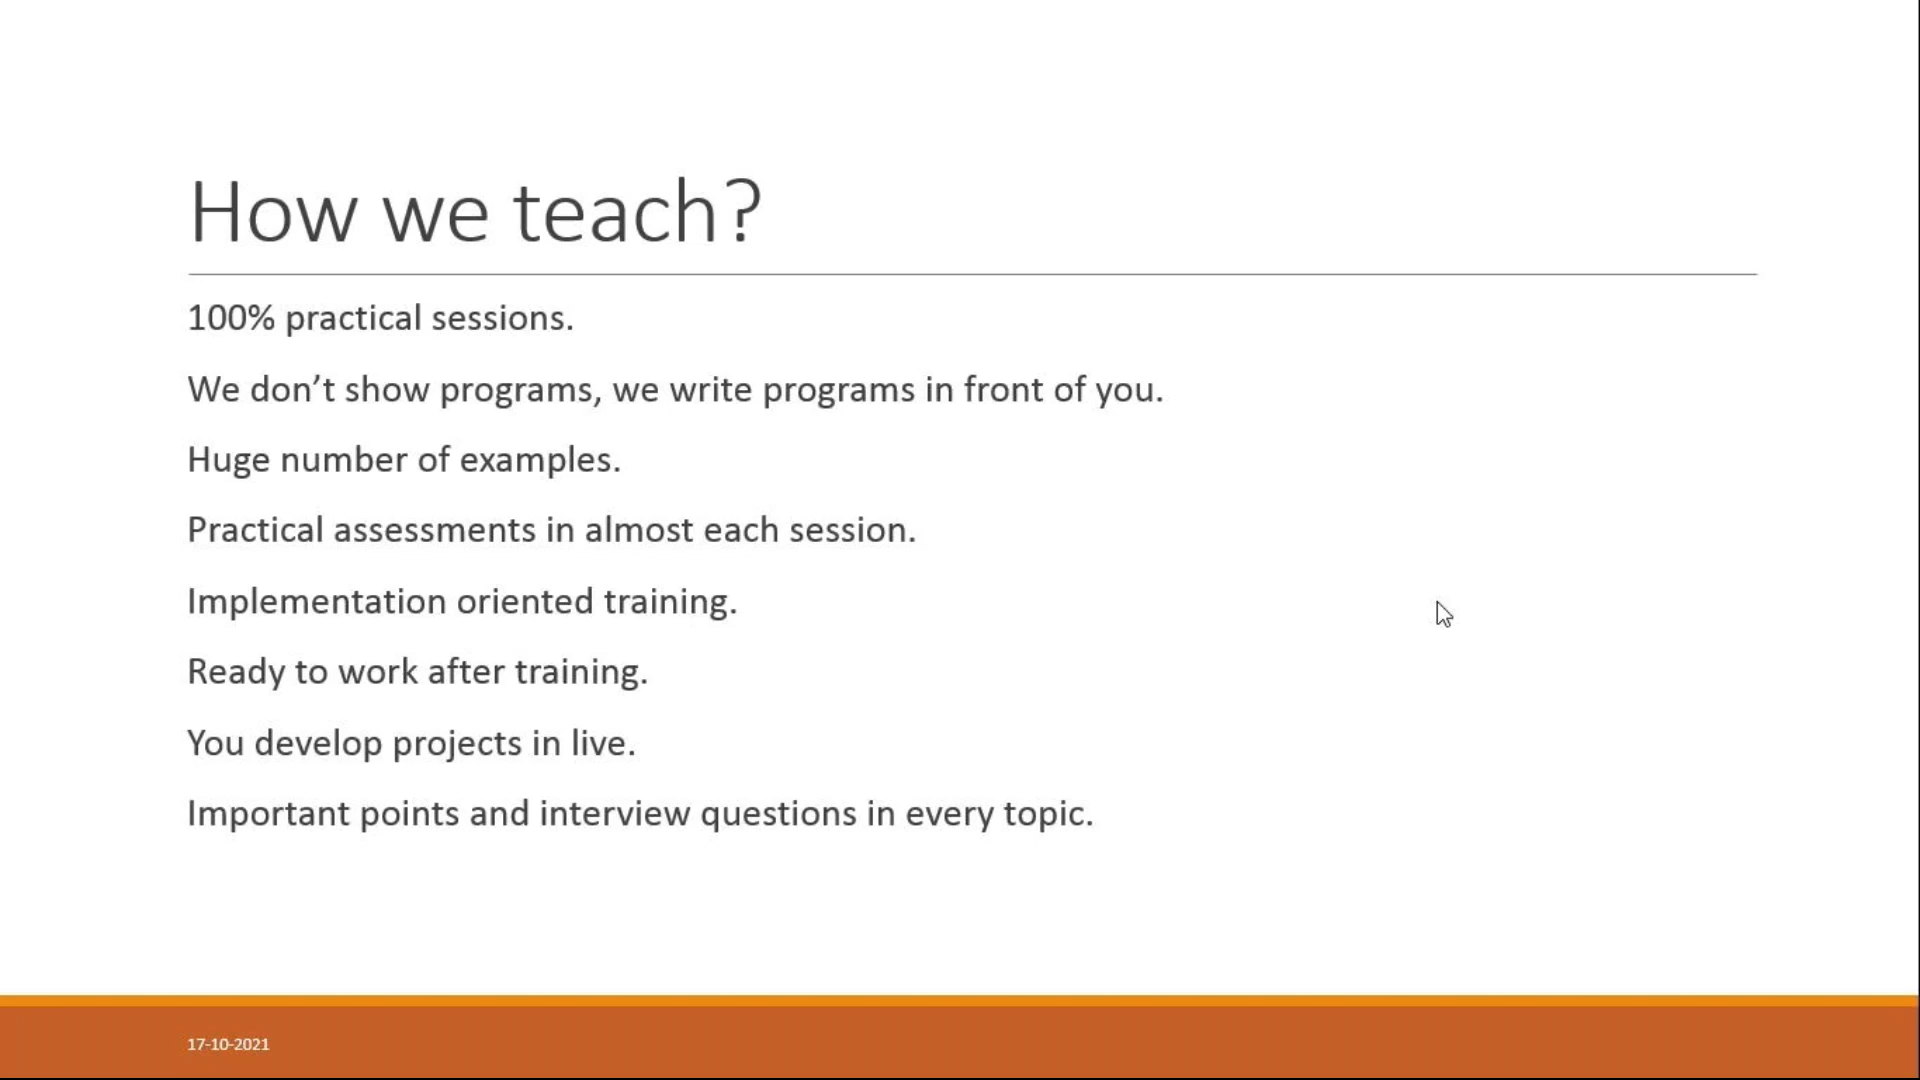 How we teach?
100% practical sessions.
We don’t show programs, we write programs in front of you.
Huge number of examples.
Practical assessments in almost each session.
Implementation oriented training.
Ready to work after training.
You develop projects in live.
Important points and interview questions in every topic.
17-10-2021